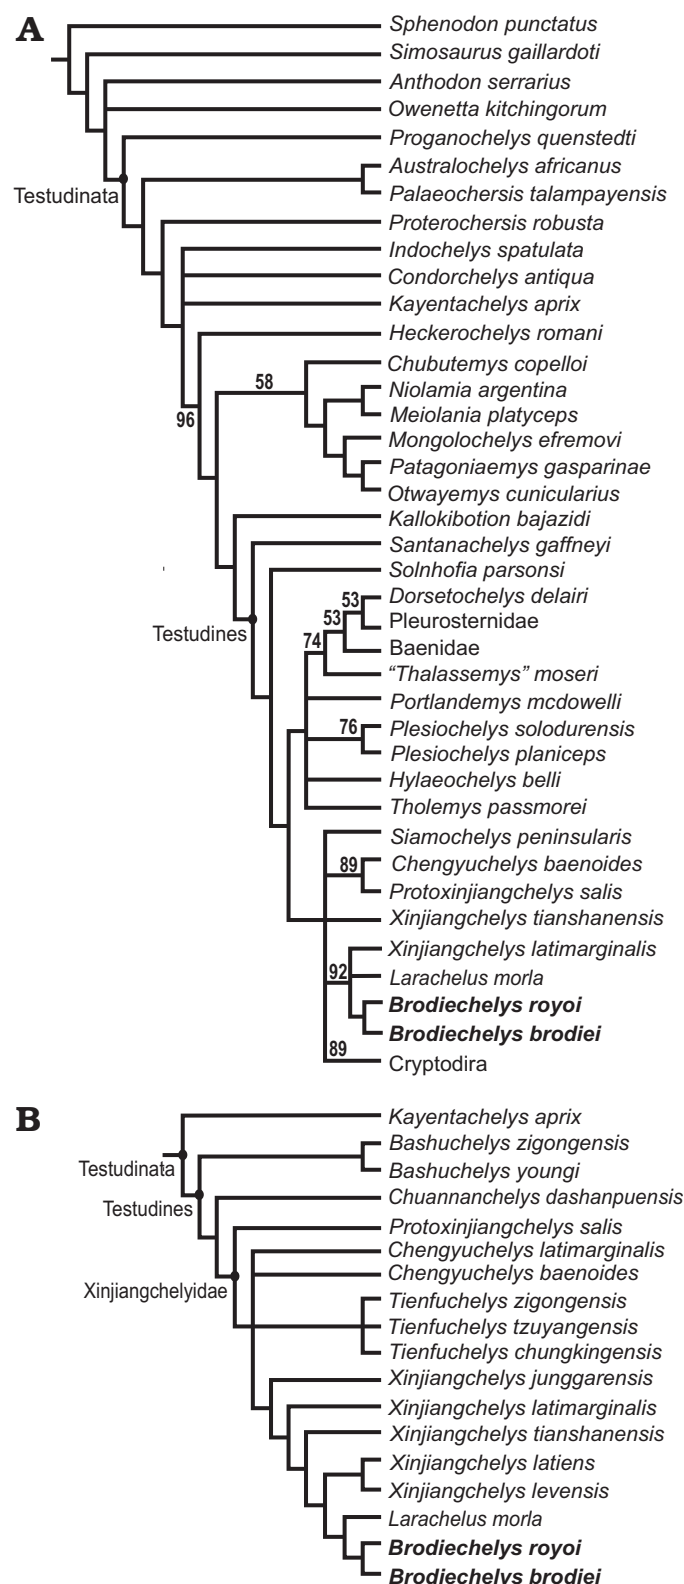 A
Sphenodon punctatus
Simosaurus gaillardoti
Anthodon serrarius
Owenetta kitchingorum
Proganochelys quenstedti
Australochelys africanus
Testudinata
Palaeochersis talampayensis
Proterochersis robusta
Indochelys spatulata
Condorchelys antiqua
Kayentachelys aprix
Heckerochelys romani
Chubutemys copelloi
58
Niolamia argentina
Meiolania platyceps
96
Mongolochelys efremovi
Patagoniaemys gasparinae
Otwayemys cunicularius
Kallokibotion bajazidi
Santanachelys gaffneyi
Solnhofia parsonsi
Dorsetochelys delairi
53
53
Pleurosternidae
Testudines
74
Baenidae
“Thalassemys” moseri
Portlandemys mcdowelli
76
Plesiochelys solodurensis
Plesiochelys planiceps
Hylaeochelys belli
Tholemys passmorei
Siamochelys peninsularis
89
Chengyuchelys baenoides
Protoxinjiangchelys salis
Xinjiangchelys tianshanensis
Xinjiangchelys latimarginalis
92
Larachelus morla
Brodiechelys royoi
Brodiechelys brodiei
89
Cryptodira
B
Kayentachelys aprix
Bashuchelys zigongensis
Testudinata
Bashuchelys youngi
Chuannanchelys dashanpuensis
Testudines
Protoxinjiangchelys salis
Chengyuchelys latimarginalis
Chengyuchelys baenoides
Xinjiangchelyidae
Tienfuchelys zigongensis
Tienfuchelys tzuyangensis
Tienfuchelys chungkingensis
Xinjiangchelys junggarensis
Xinjiangchelys latimarginalis
Xinjiangchelys tianshanensis
Xinjiangchelys latiens
Xinjiangchelys levensis
Larachelus morla
Brodiechelys royoi
Brodiechelys brodiei